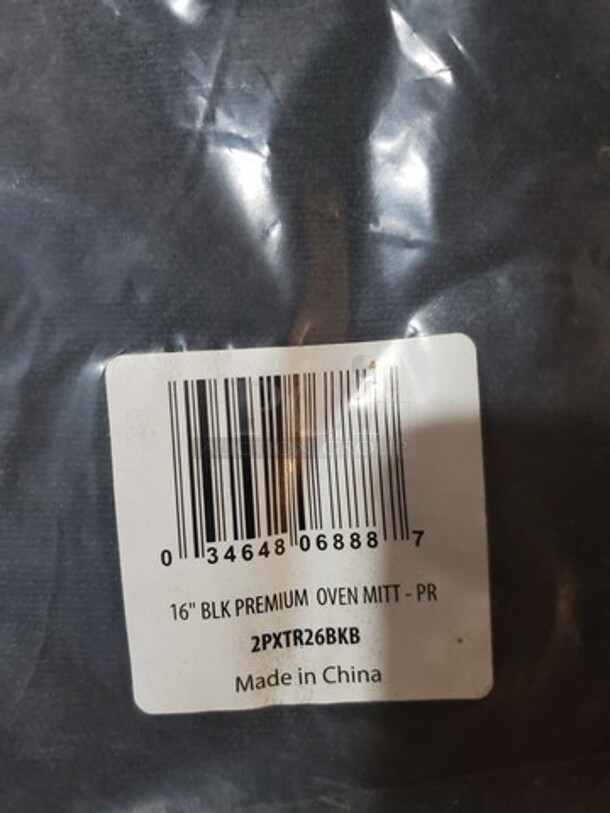 0 34648 06888 7
16" BLK PREMIUM OVEN MITT - PR
2PXTR26BKB
Made in China